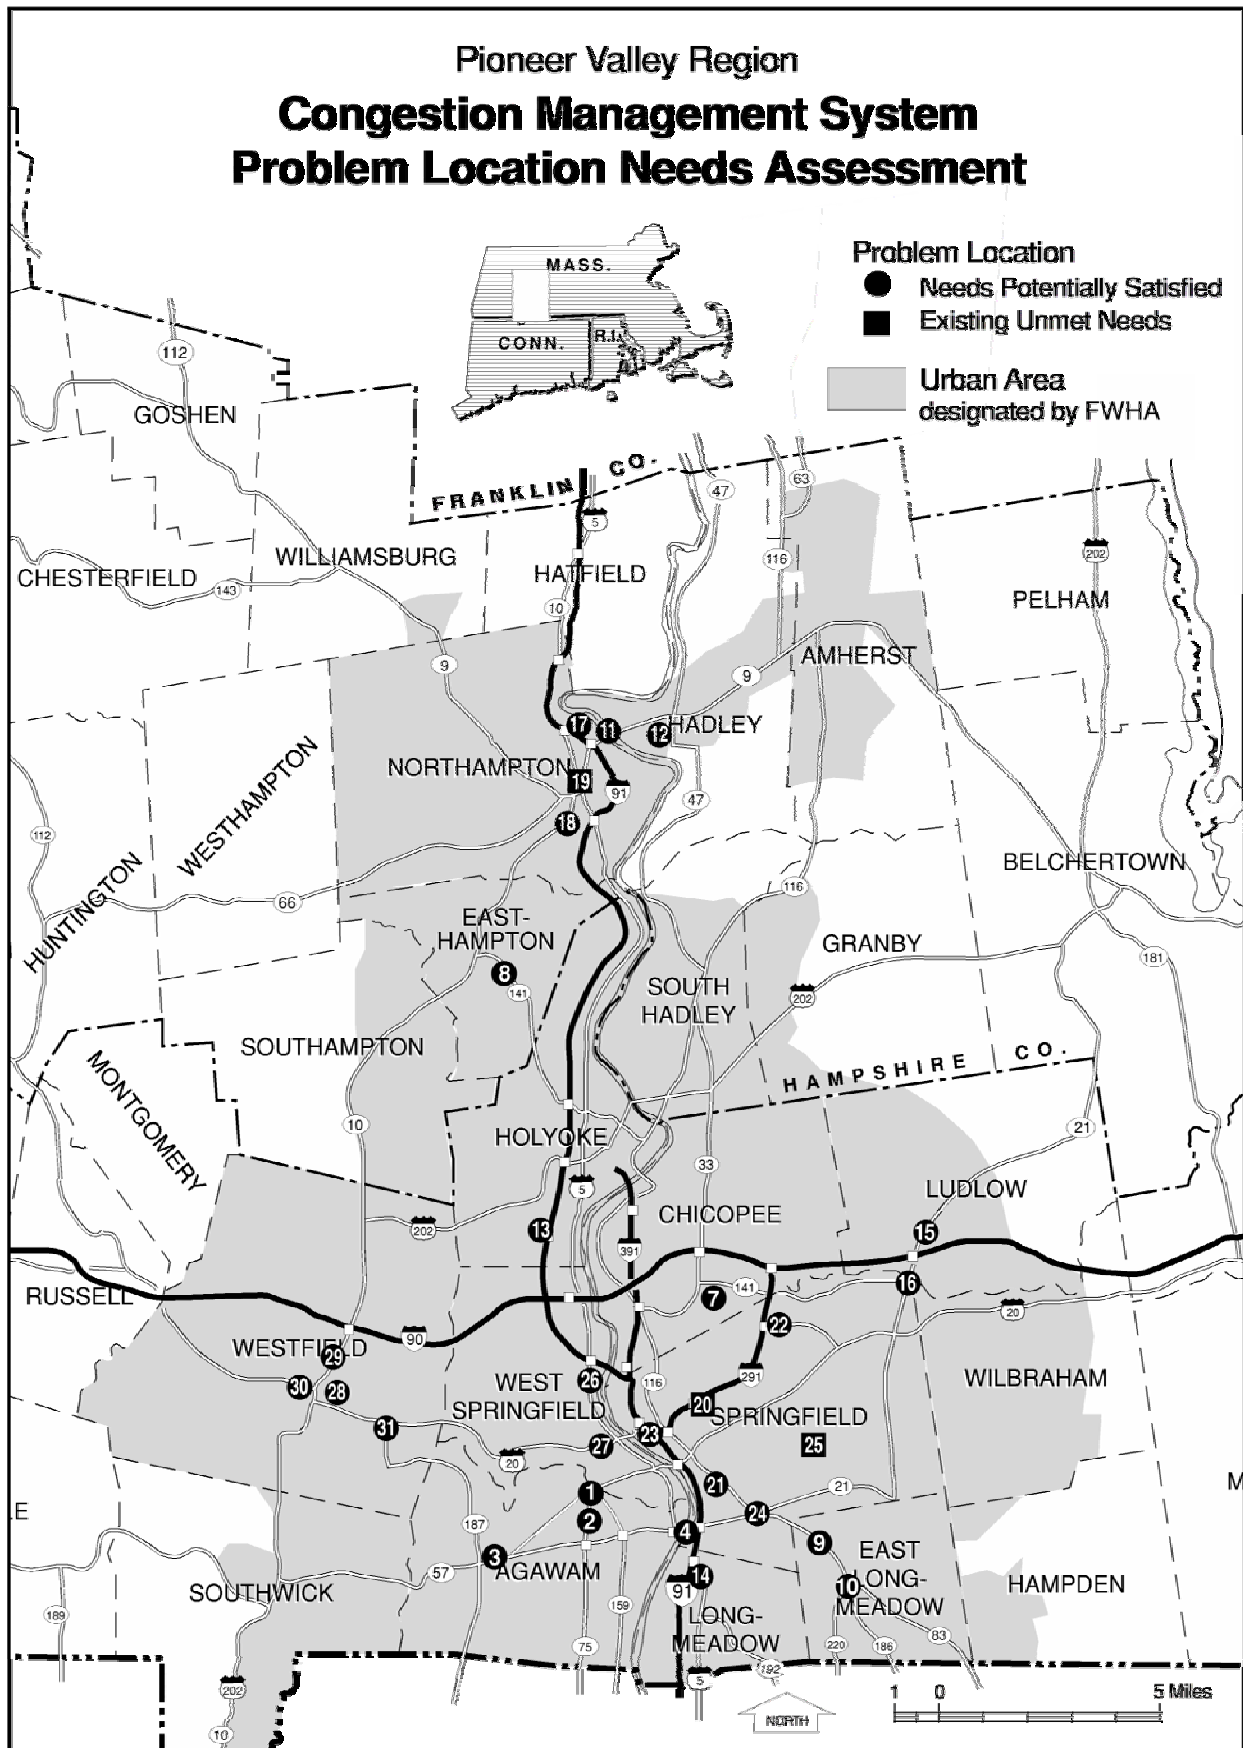 Pioneer Valley Region
Congestion Management System
Problem Location Needs Assessment
MASS.
CONN.
R.I.
Problem Location
Needs Potentially Satisfied
Existing Unmet Needs
Urban Area
designated by FWHA
112
GOSHEN
FRANKLIN CO.
47
63
5
116
202
WILLIAMSBURG
CHESTERFIELD
143
HATFIELD
10
PELHAM
9
AMHERST
9
17
11
12
HADLEY
NORTHAMPTON
19
91
47
18
WESTHAMPTON
112
HUNTINGTON
66
116
BELCHERTOWN
EAST-
HAMPTON
8
141
GRANBY
181
SOUTH
HADLEY
202
SOUTHAMPTON
MONTGOMERY
HAMPSHIRE CO.
10
HOLYOKE
21
33
5
LUDLOW
202
13
CHICOPEE
15
391
RUSSELL
7
141
16
20
90
22
WESTFIELD
29
30
28
26
116
291
WEST
SPRINGFIELD
WILBRAHAM
20
SPRINGFIELD
31
27
23
25
20
1
21
21
2
187
4
24
9
3
AGAWAM
57
14
EAST
LONG-
MEADOW
10
HAMPDEN
SOUTHWICK
91
189
159
LONG-
MEADOW
75
220
186
83
192
5
202
10
E
M
NORTH
1 0 5 Miles